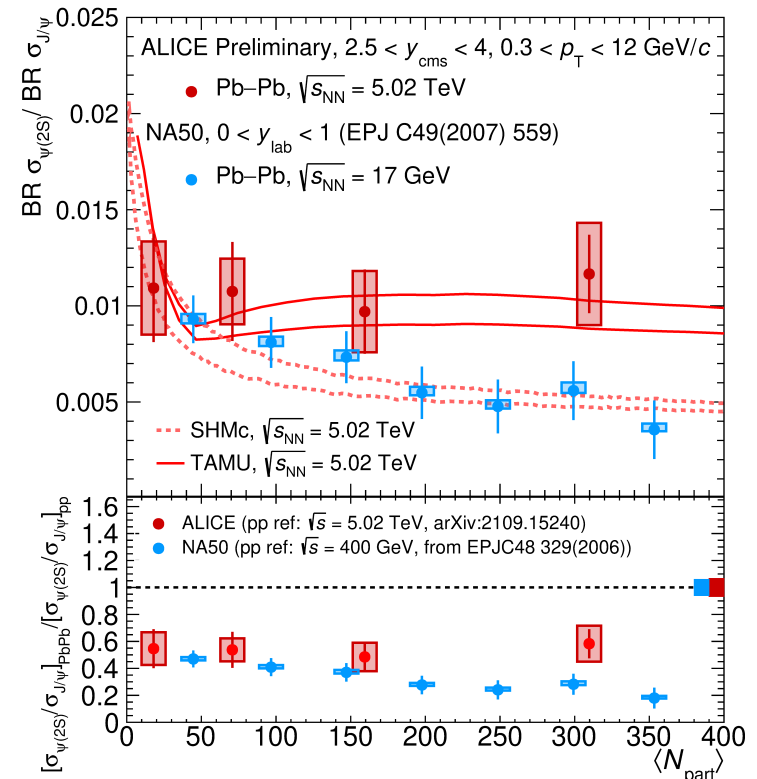 ALICE Preliminary, 2.5 < y_cms < 4, 0.3 < p_T < 12 GeV/c
Pb−Pb, √s_NN = 5.02 TeV
NA50, 0 < y_lab < 1 (EPJ C49(2007) 559)
Pb−Pb, √s_NN = 17 GeV
BR σ_ψ(2S)/ BR σ_J/ψ
0.025
0.02
0.015
0.01
0.005
SHMc, √s_NN = 5.02 TeV
TAMU, √s_NN = 5.02 TeV
[σ_ψ(2S)/σ_J/ψ]_PbPb/[σ_ψ(2S)/σ_J/ψ]_pp
1.6
1.4
1.2
1
0.8
0.6
0.4
0.2
0
ALICE (pp ref: √s = 5.02 TeV, arXiv:2109.15240)
NA50 (pp ref: √s = 400 GeV, from EPJC48 329(2006))
0 50 100 150 200 250 300 350 400
⟨N_part⟩